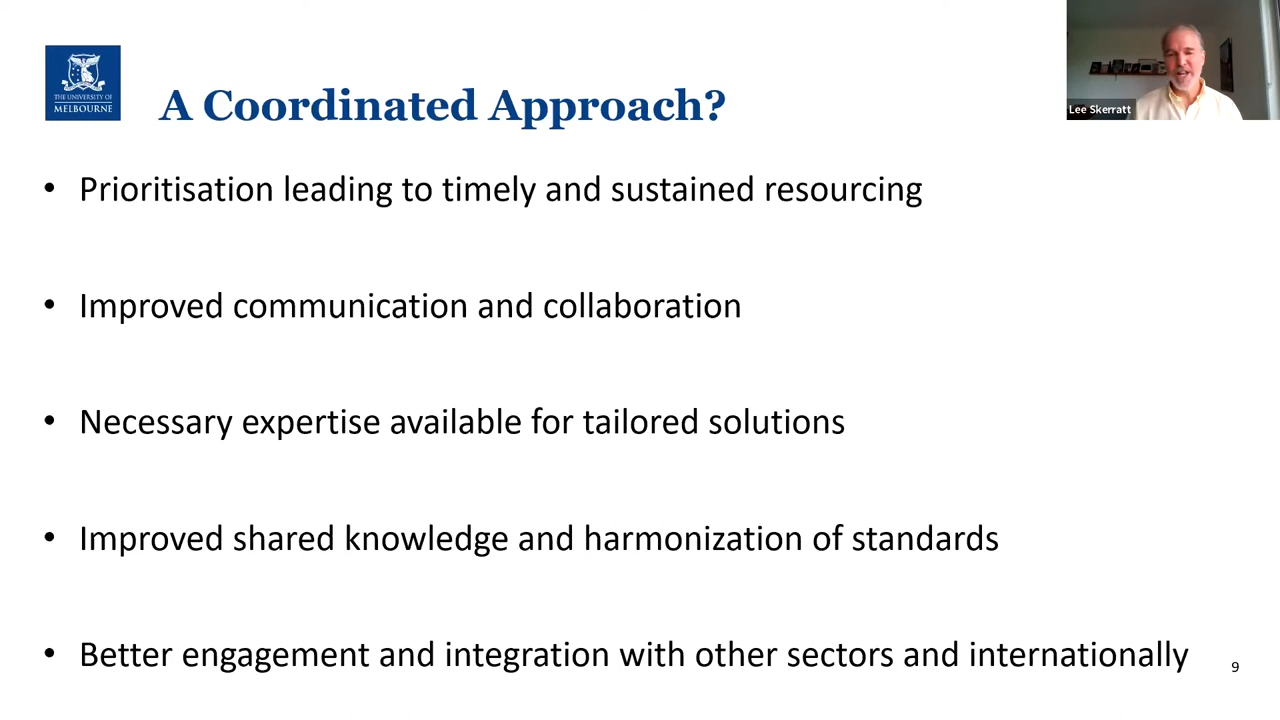 THE UNIVERSITY OF
MELBOURNE
A Coordinated Approach?
Lee Skerratt
• Prioritisation leading to timely and sustained resourcing
• Improved communication and collaboration
• Necessary expertise available for tailored solutions
• Improved shared knowledge and harmonization of standards
• Better engagement and integration with other sectors and internationally
9